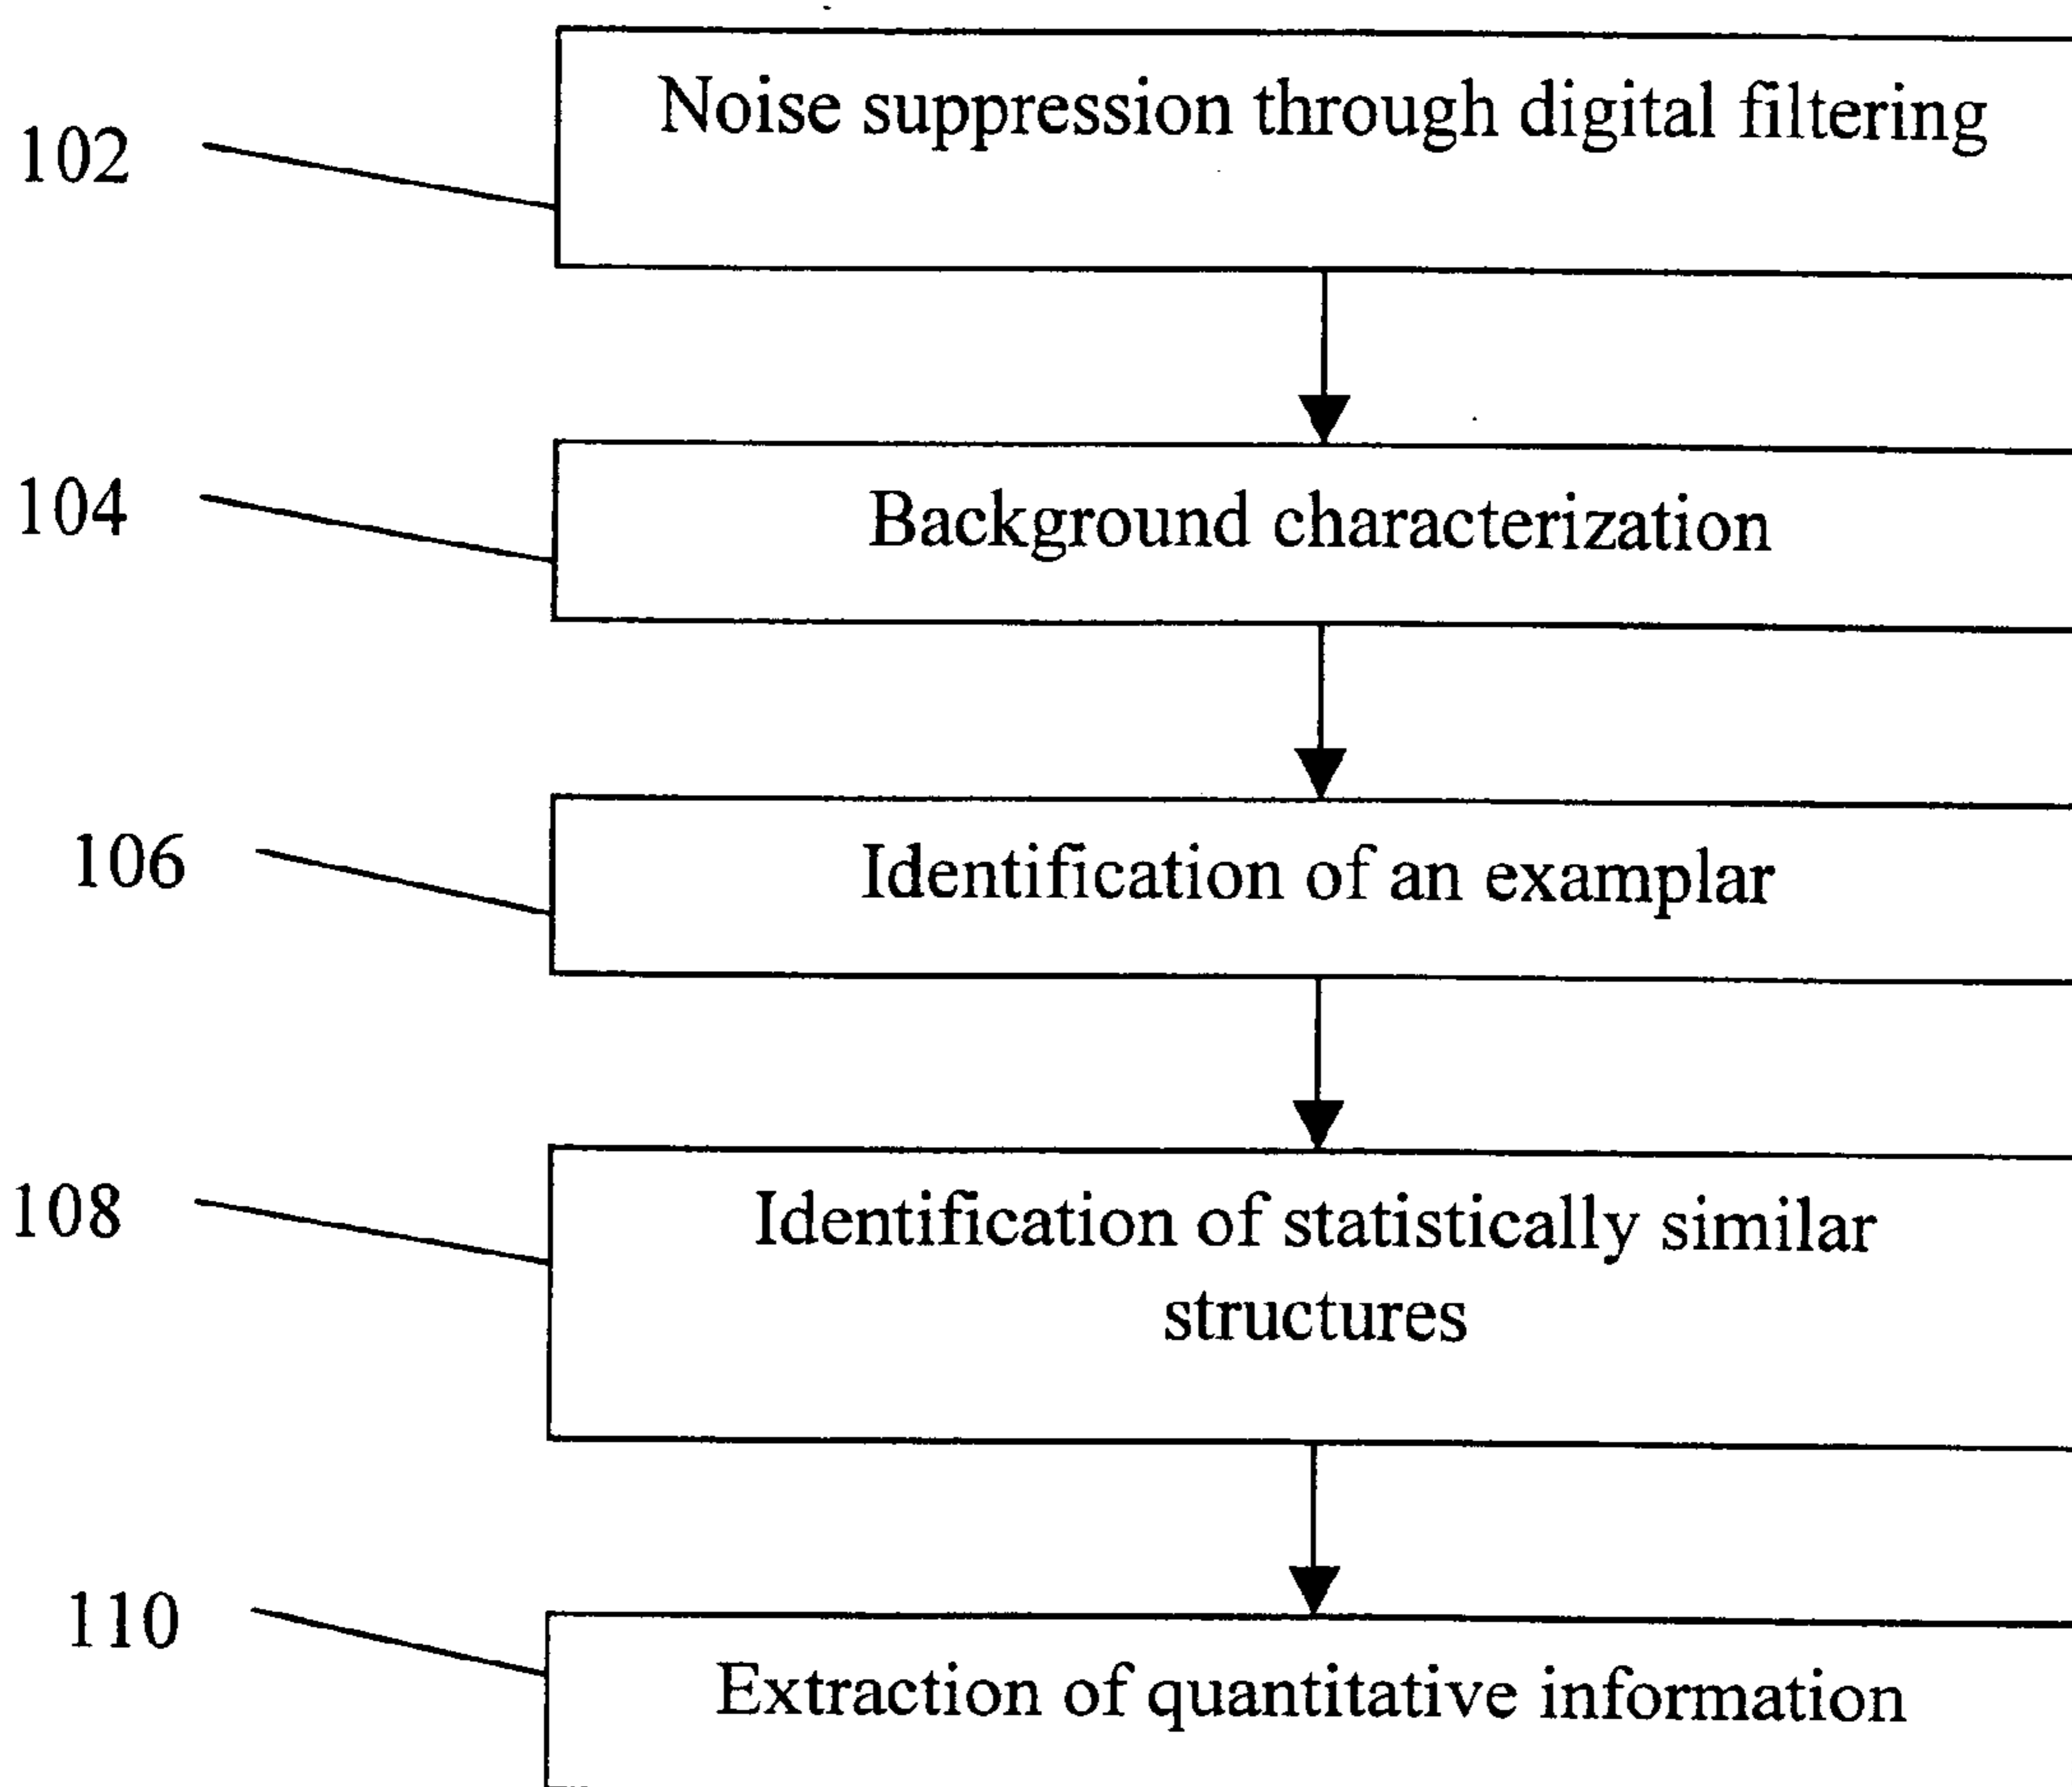 102
Noise suppression through digital filtering
104
Background characterization
106
Identification of an examplar
108
Identification of statistically similar
structures
110
Extraction of quantitative information